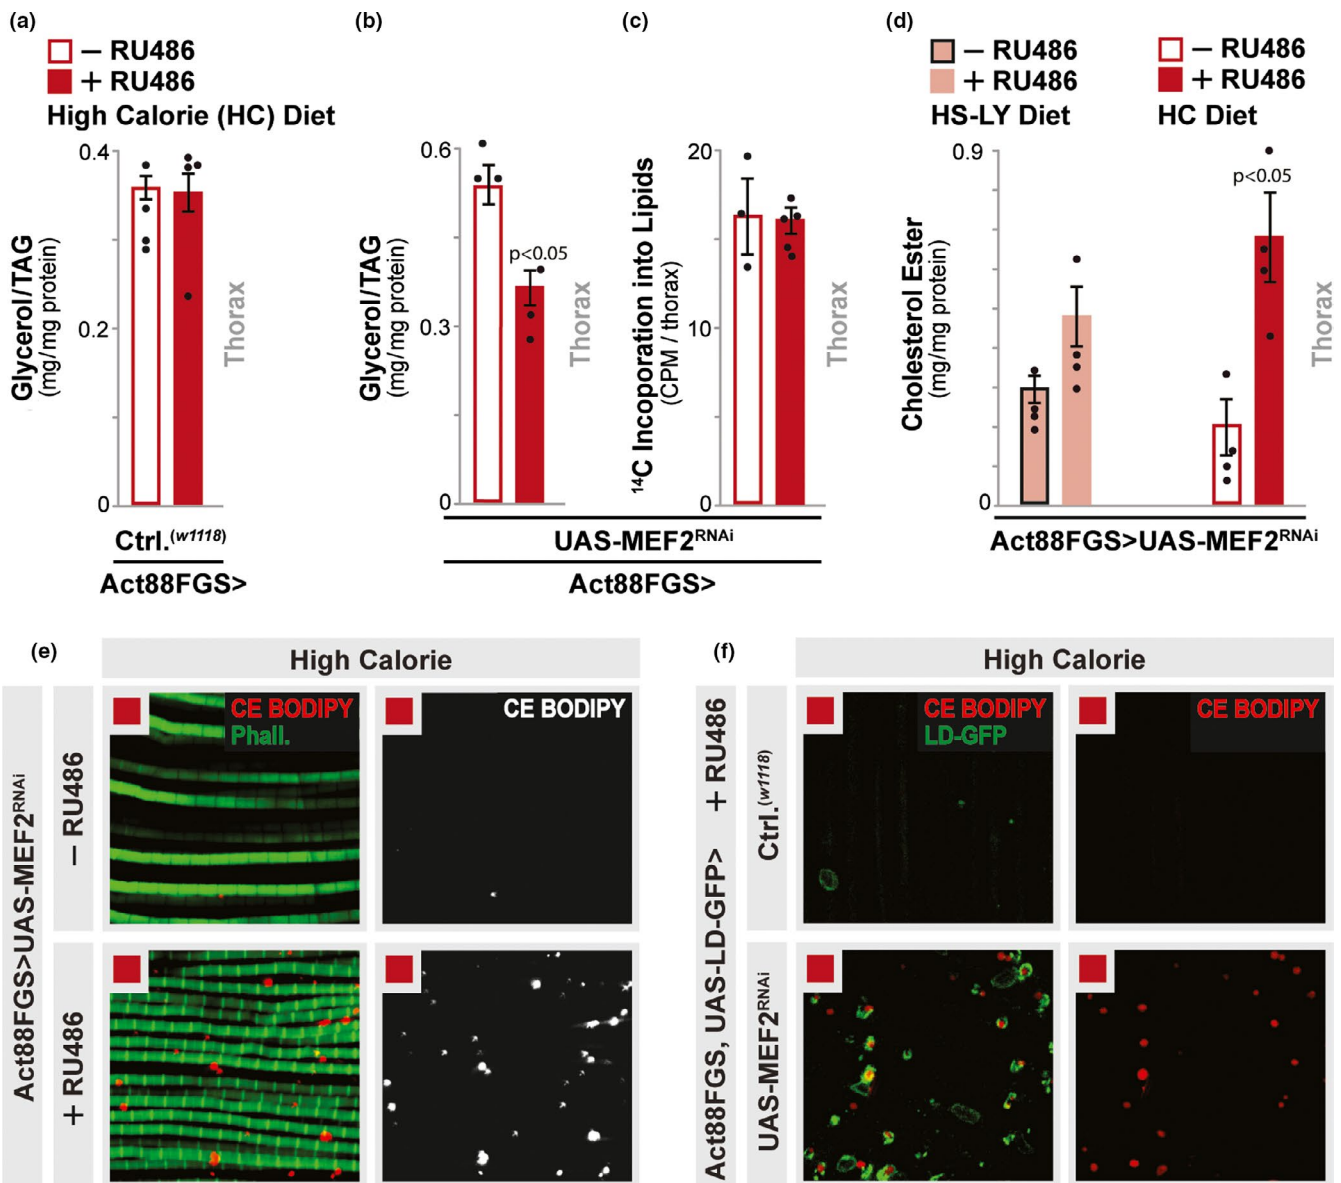 (a)
− RU486
+ RU486
High Calorie (HC) Diet
0.4
0.2
0
Glycerol/TAG
(mg/mg protein)
Thorax
Ctrl.(w1118)
Act88FGS>
(b)
0.6
0.3
0
Glycerol/TAG
(mg/mg protein)
p<0.05
Thorax
(c)
20
10
0
14C Incoporation into Lipids
(CPM / thorax)
Thorax
UAS-MEF2RNAi
Act88FGS>
(d)
− RU486
+ RU486
HS-LY Diet
− RU486
+ RU486
HC Diet
0.9
0
Cholesterol Ester
(mg/mg protein)
p<0.05
Thorax
Act88FGS>UAS-MEF2RNAi
(e)
High Calorie
Act88FGS>UAS-MEF2RNAi
− RU486
+ RU486
CE BODIPY
Phall.
CE BODIPY
(f)
High Calorie
Act88FGS, UAS-LD-GFP> + RU486
Ctrl.(w1118)
UAS-MEF2RNAi
CE BODIPY
LD-GFP
CE BODIPY